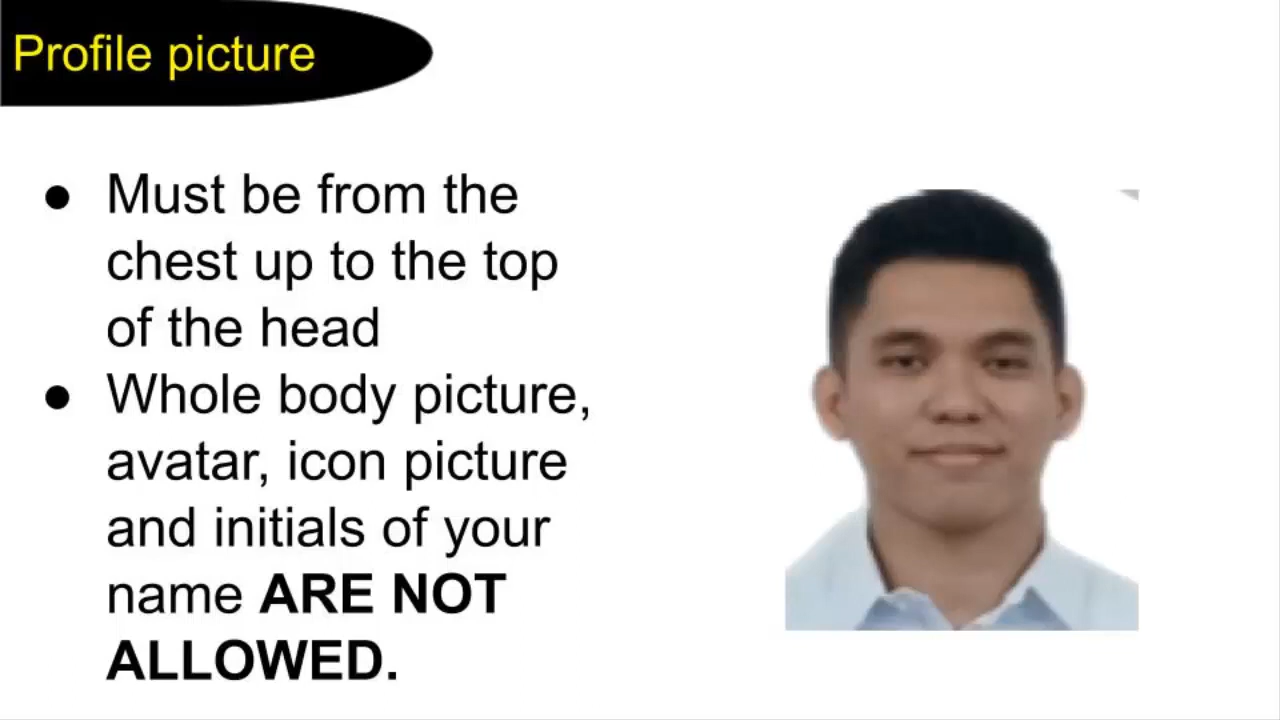 Profile picture
● Must be from the
chest up to the top
of the head
● Whole body picture,
avatar, icon picture
and initials of your
name ARE NOT
ALLOWED.